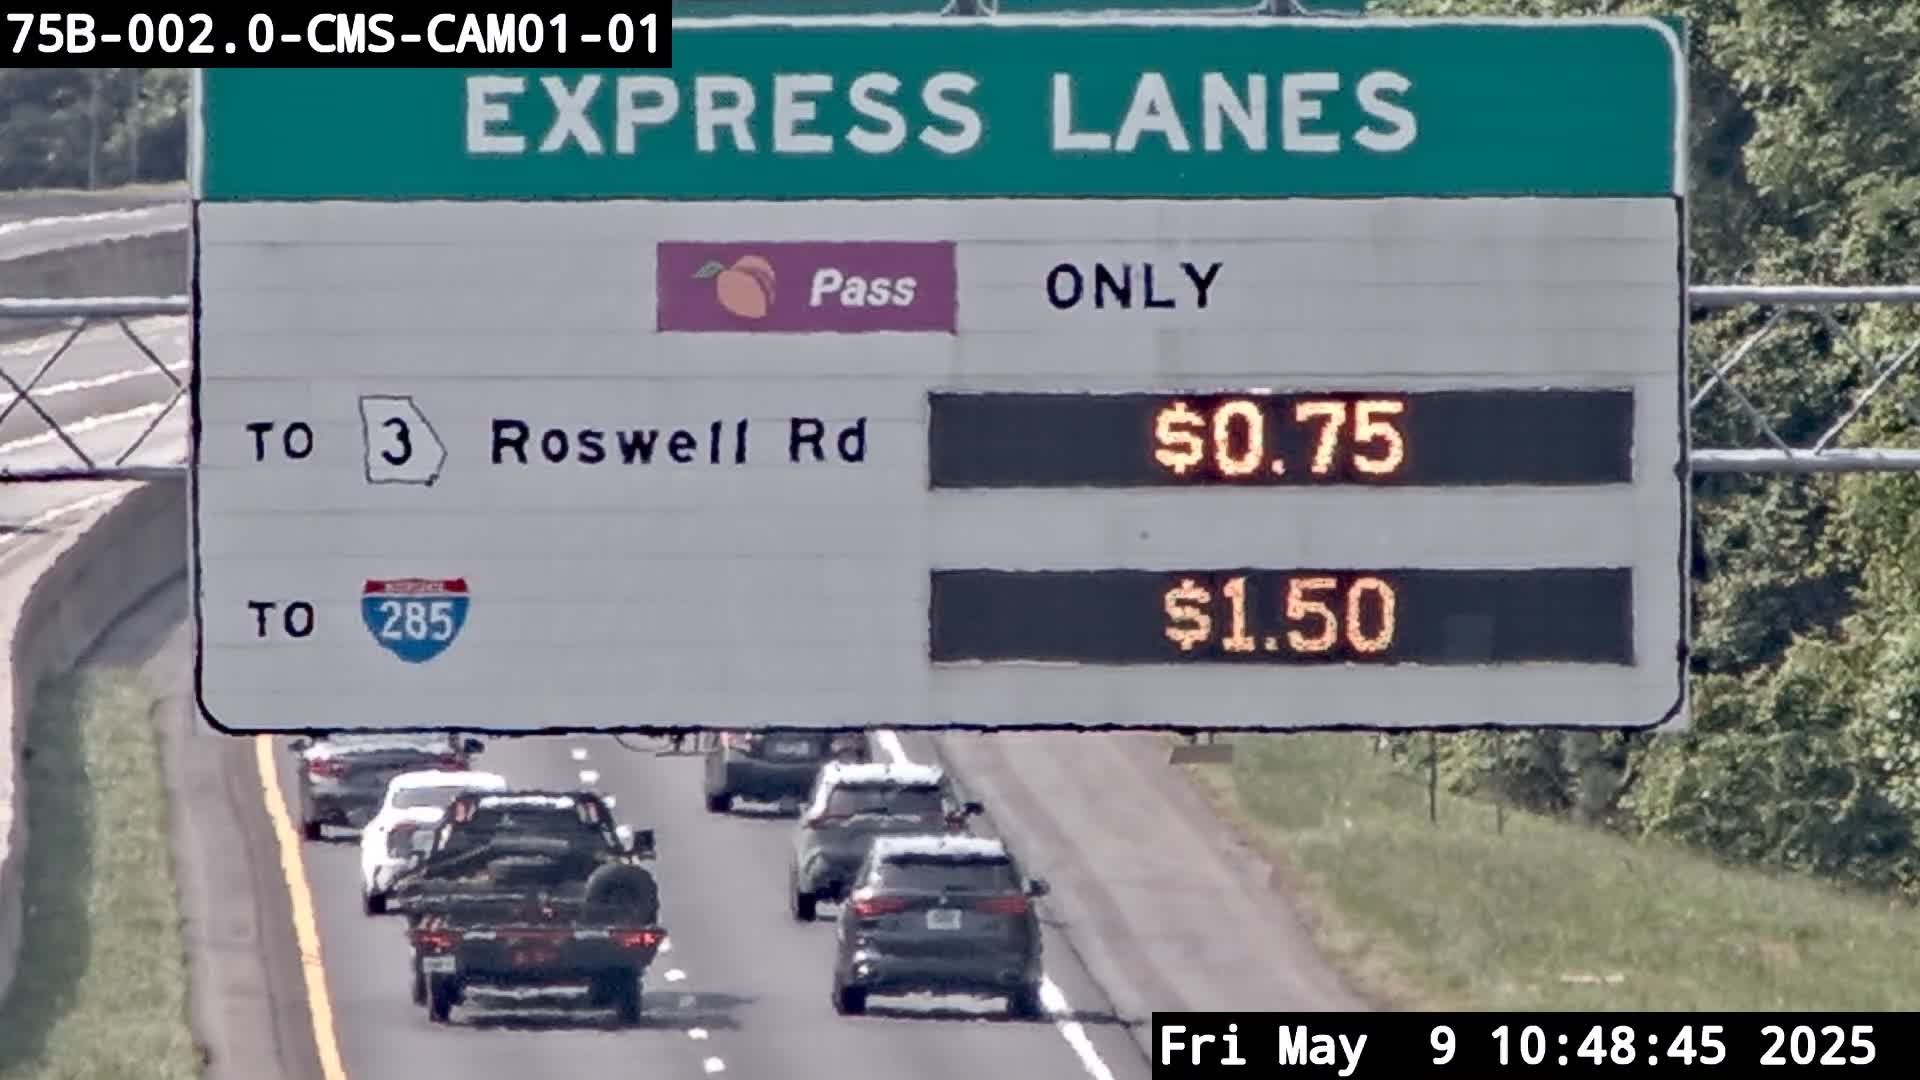 75B-002.0-CMS-CAM01-01
EXPRESS LANES
Pass ONLY
TO 3 Roswell Rd $0.75
INTERSTATE
TO 285 $1.50
Fri May 9 10:48:45 2025